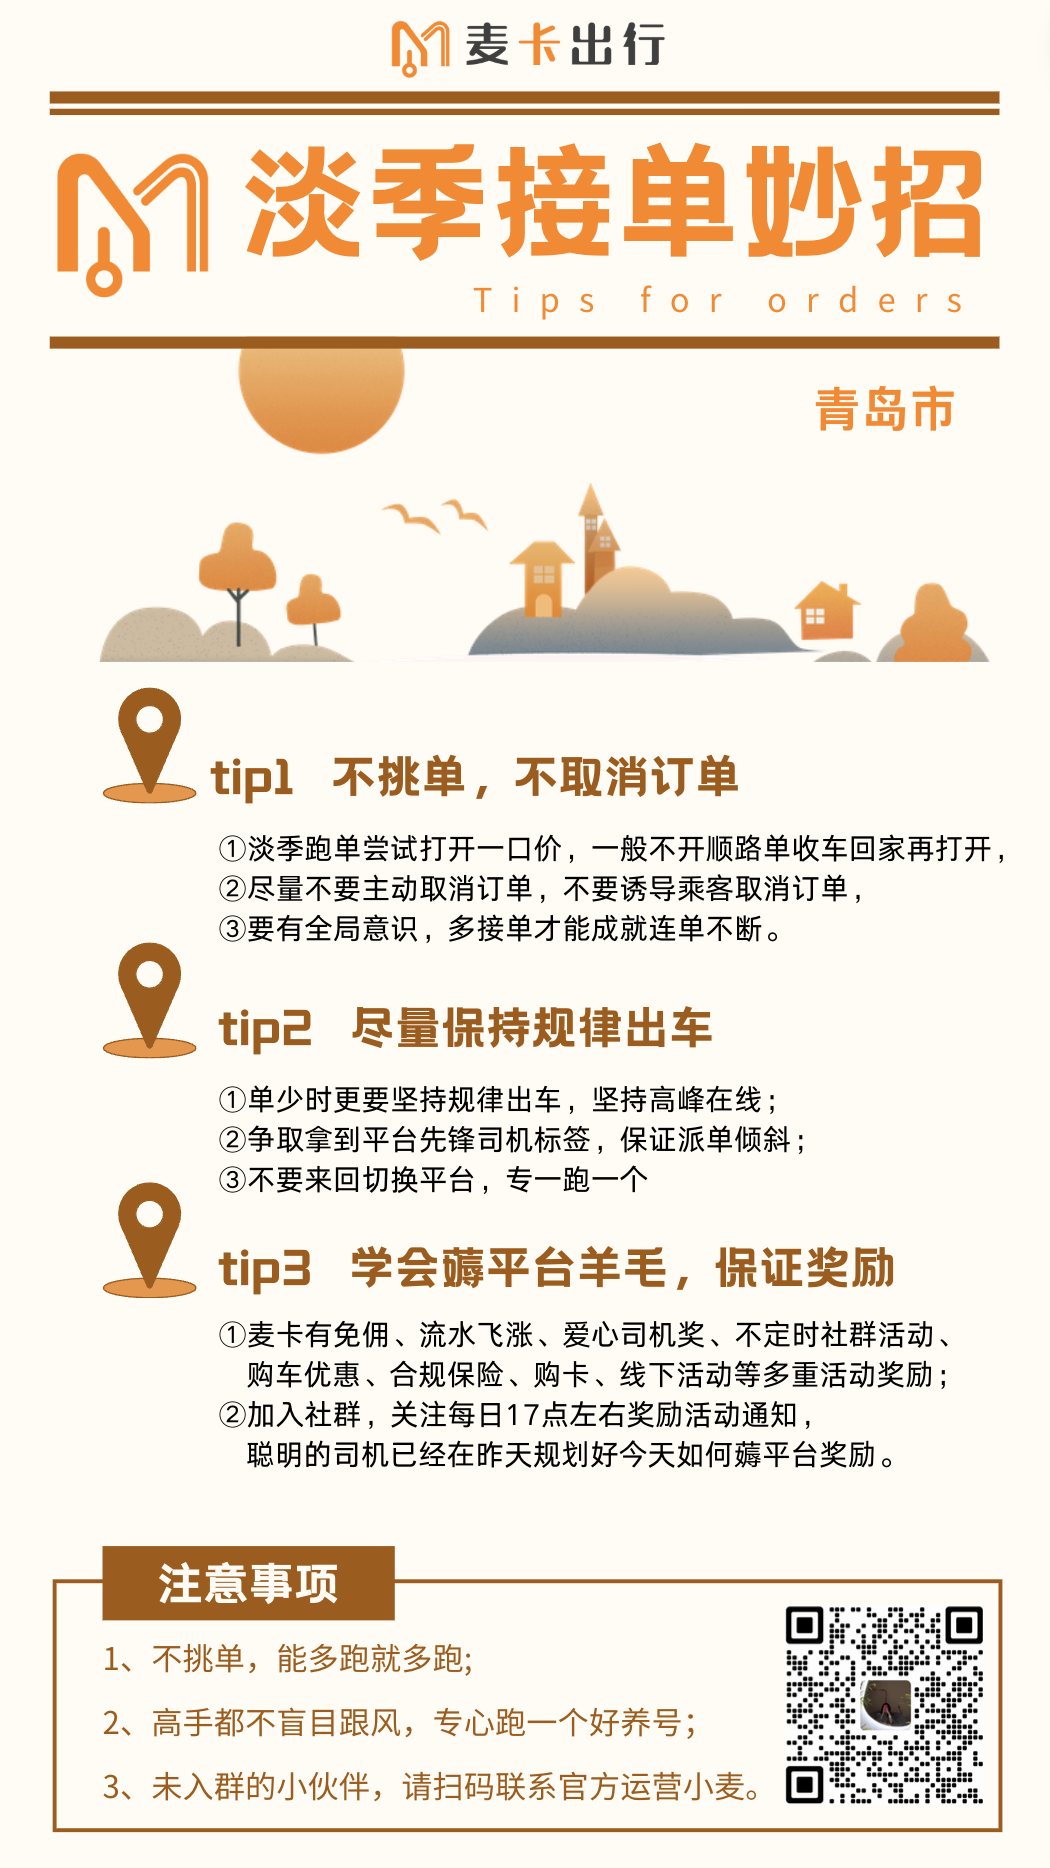 麦卡出行
淡季接单妙招
Tips for orders
青岛市
tip1 不挑单，不取消订单
①淡季跑单尝试打开一口价，一般不开顺路单收车回家再打开，
②尽量不要主动取消订单，不要诱导乘客取消订单，
③要有全局意识，多接单才能成就连单不断。
tip2 尽量保持规律出车
①单少时更要坚持规律出车，坚持高峰在线；
②争取拿到平台先锋司机标签，保证派单倾斜；
③不要来回切换平台，专一跑一个
tip3 学会薅平台羊毛，保证奖励
①麦卡有免佣、流水飞涨、爱心司机奖、不定时社群活动、
购车优惠、合规保险、购卡、线下活动等多重活动奖励；
②加入社群，关注每日17点左右奖励活动通知，
聪明的司机已经在昨天规划好今天如何薅平台奖励。
注意事项
1、不挑单，能多跑就多跑;
2、高手都不盲目跟风，专心跑一个好养号；
3、未入群的小伙伴，请扫码联系官方运营小麦。